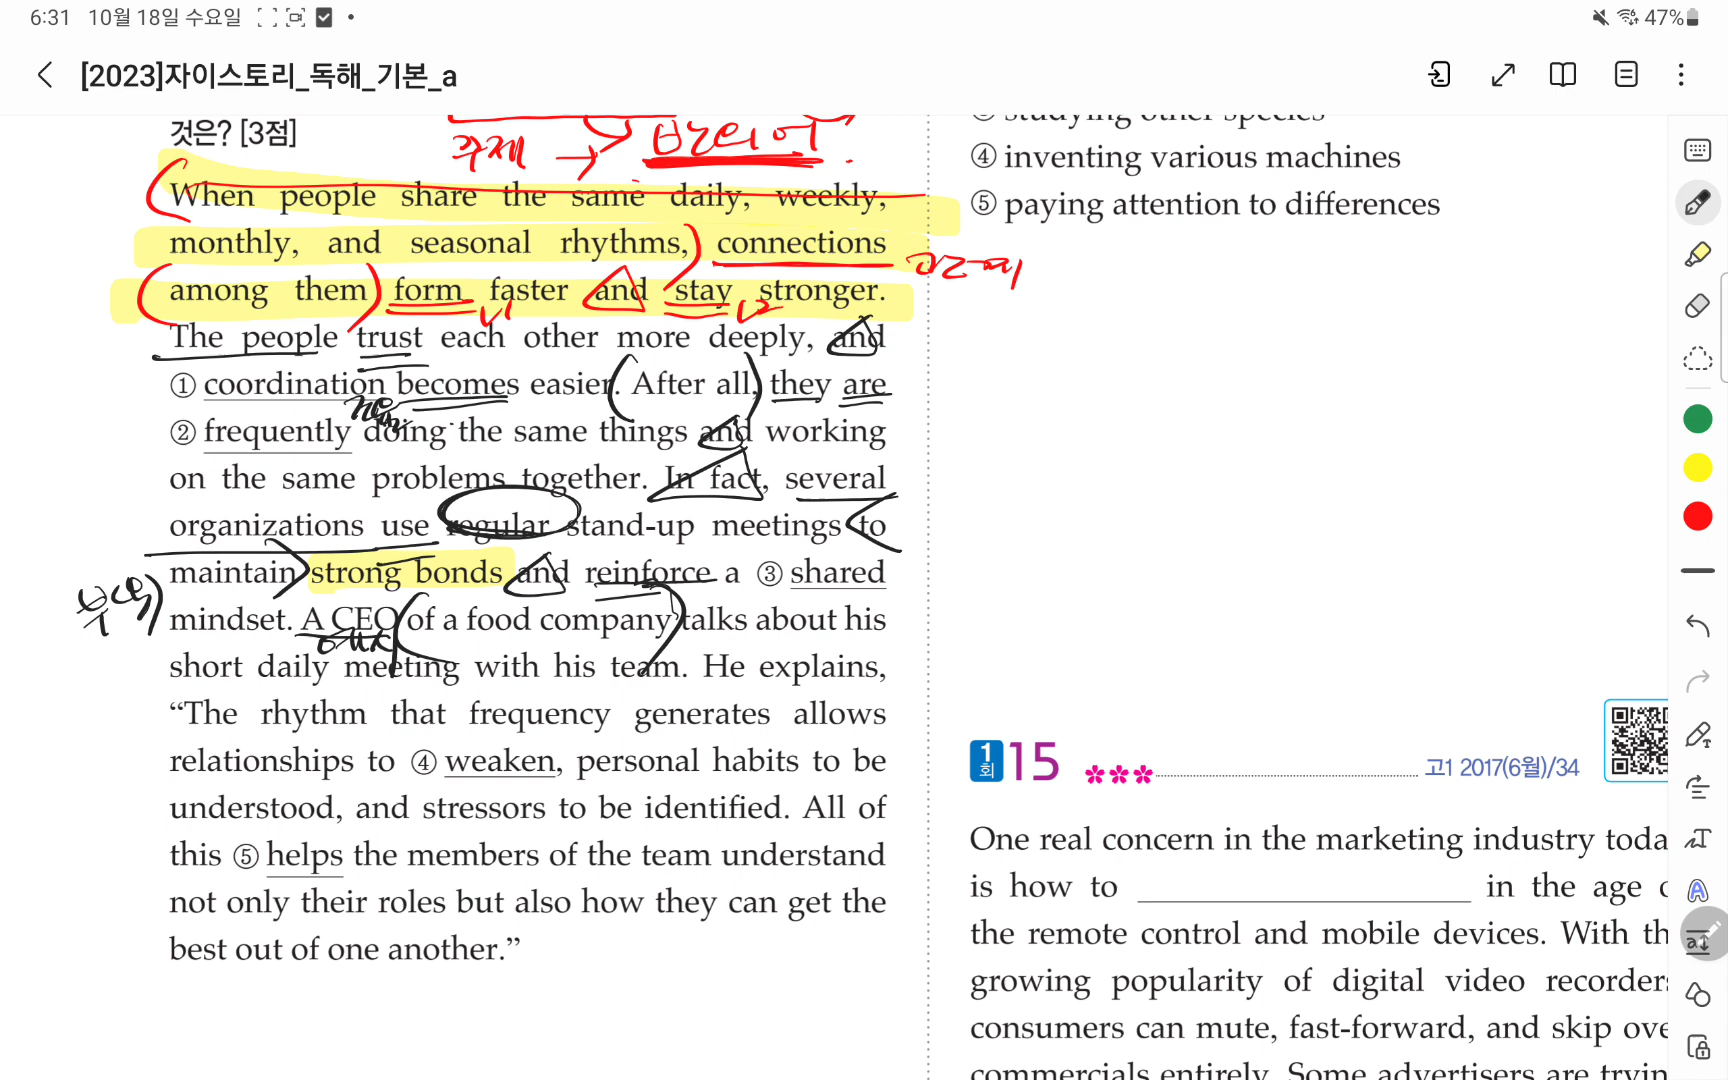 6:31 10월 18일 수요일
47%
[2023]자이스토리_독해_기본_a
것은? [3점]
주제
When people share the same daily, weekly,
monthly, and seasonal rhythms, connections
among them form faster and stay stronger.
V1
V2
The people trust each other more deeply, and
① coordination becomes easier. After all, they are
② frequently doing the same things and working
on the same problems together. In fact, several
organizations use regular stand-up meetings to
maintain strong bonds and reinforce a ③ shared
mindset. A CEO of a food company talks about his
short daily meeting with his team. He explains,
“The rhythm that frequency generates allows
relationships to ④ weaken, personal habits to be
understood, and stressors to be identified. All of
this ⑤ helps the members of the team understand
not only their roles but also how they can get the
best out of one another.”
studying other species
④ inventing various machines
⑤ paying attention to differences
1회 15
고1 2017(6월)/34
One real concern in the marketing industry toda
is how to ____________ in the age
the remote control and mobile devices. With th
growing popularity of digital video recorder
consumers can mute, fast-forward, and skip ove
commercials entirely. Some advertisers are tryin